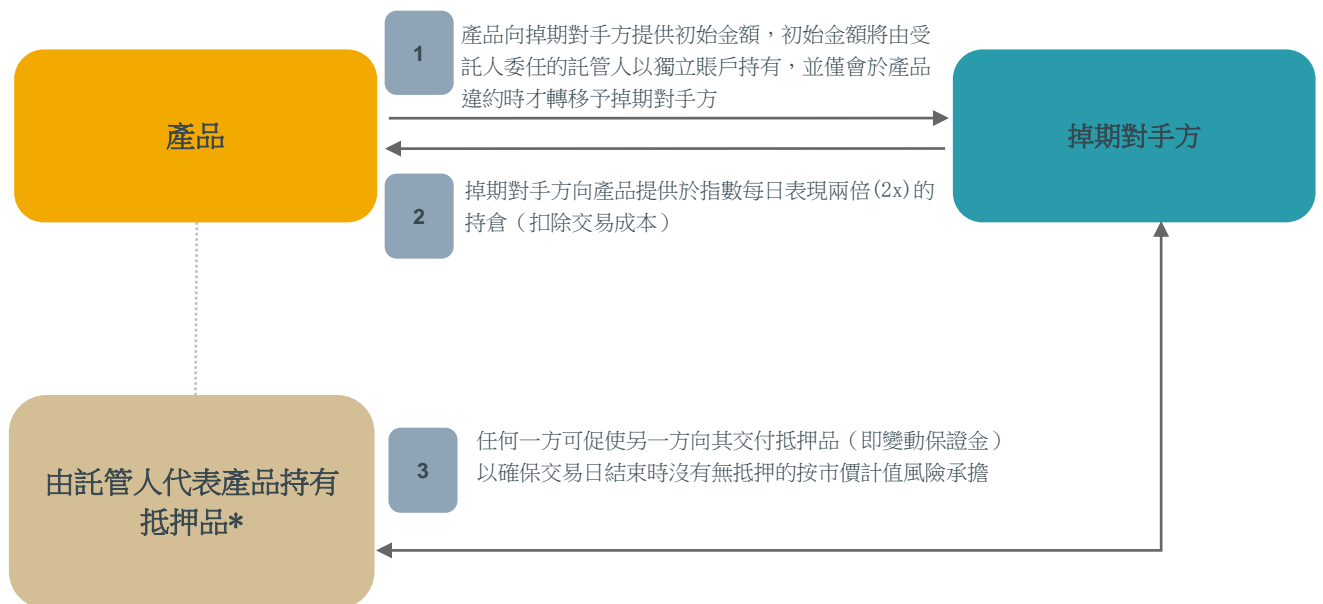 1
產品向掉期對手方提供初始金額，初始金額將由受
託人委任的託管人以獨立賬戶持有，並僅會於產品
違約時才轉移予掉期對手方
產品
掉期對手方
2
掉期對手方向產品提供於指數每日表現兩倍(2x)的
持倉（扣除交易成本）
由託管人代表產品持有
抵押品*
3
任何一方可促使另一方向其交付抵押品（即變動保證金）
以確保交易日結束時沒有無抵押的按市價計值風險承擔